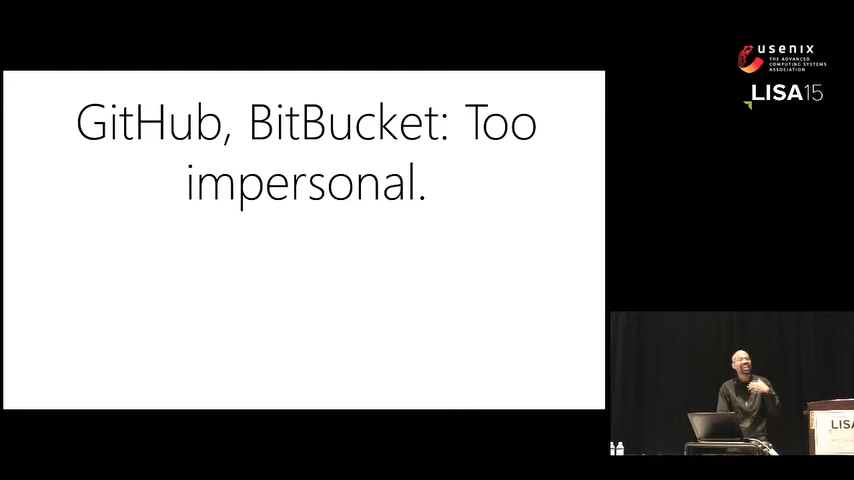 GitHub, BitBucket: Too
impersonal.
usenix
THE ADVANCED
COMPUTING SYSTEMS
ASSOCIATION
LISA15
LISA